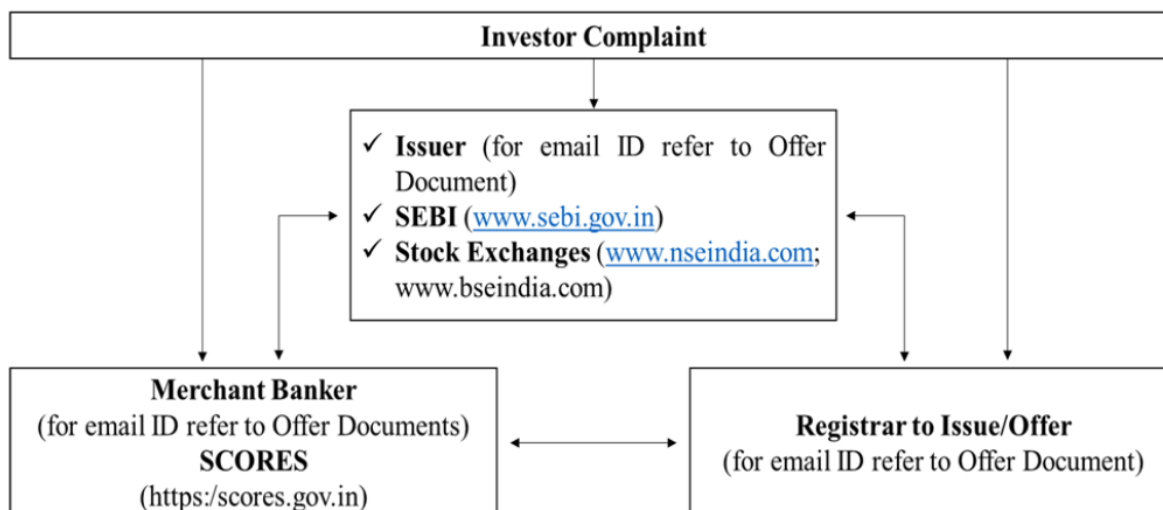 Investor Complaint
✓ Issuer (for email ID refer to Offer
Document)
✓ SEBI (www.sebi.gov.in)
✓ Stock Exchanges (www.nseindia.com;
www.bseindia.com)
Merchant Banker
(for email ID refer to Offer Documents)
SCORES
(https:/scores.gov.in)
Registrar to Issue/Offer
(for email ID refer to Offer Document)